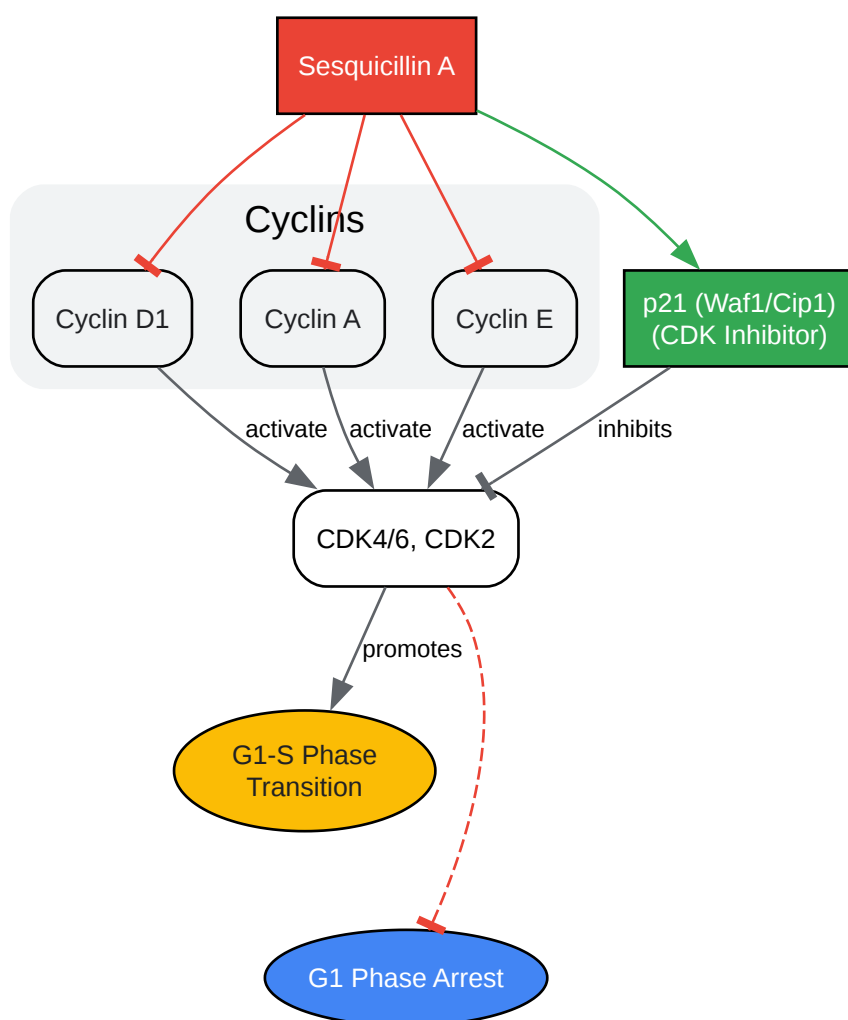 Sesquicillin A
Cyclins
Cyclin D1
Cyclin A
Cyclin E
p21 (Waf1/Cip1)
(CDK Inhibitor)
activate
activate
activate
inhibits
CDK4/6, CDK2
promotes
G1-S Phase
Transition
G1 Phase Arrest